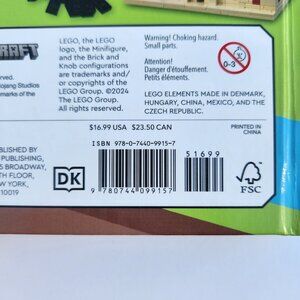 CRAFT
rved.
ojang Studios
emarks of the
LEGO, the LEGO
logo, the Minifigure,
and the Brick and
Knob configurations
are trademarks and/
or copyrights of the
LEGO Group. ©2024
The LEGO Group.
All rights reserved.
Warning! Choking hazard.
Small parts.
0-3
Attention!
Danger d'étouffement.
Petits éléments.
LEGO ELEMENTS MADE IN DENMARK,
HUNGARY, CHINA, MEXICO, AND THE
CZECH REPUBLIC.
$16.99 USA $23.50 CAN
PRINTED IN
CHINA
ISBN 978-0-7440-9915-7
51699
9 780744 099157
BLISHED BY
PUBLISHING,
5 BROADWAY,
TH FLOOR,
W YORK,
10019
DK
FSC